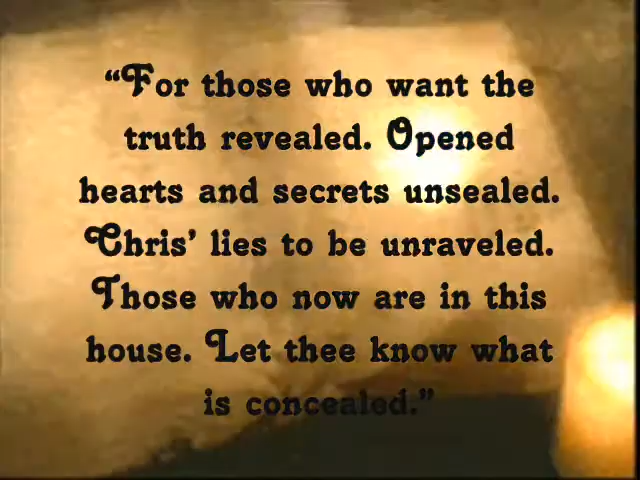 “For those who want the
truth revealed. Opened
hearts and secrets unsealed.
Chris’ lies to be unraveled.
Those who now are in this
house. Let thee know what
is concealed.”